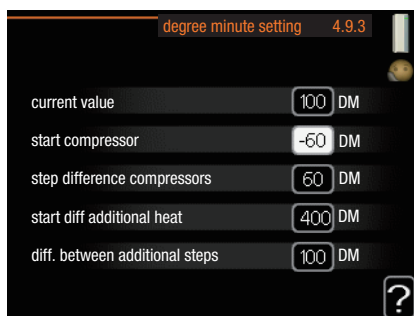 degree minute setting 4.9.3
current value 100 DM
start compressor -60 DM
step difference compressors 60 DM
start diff additional heat 400 DM
diff. between additional steps 100 DM
?